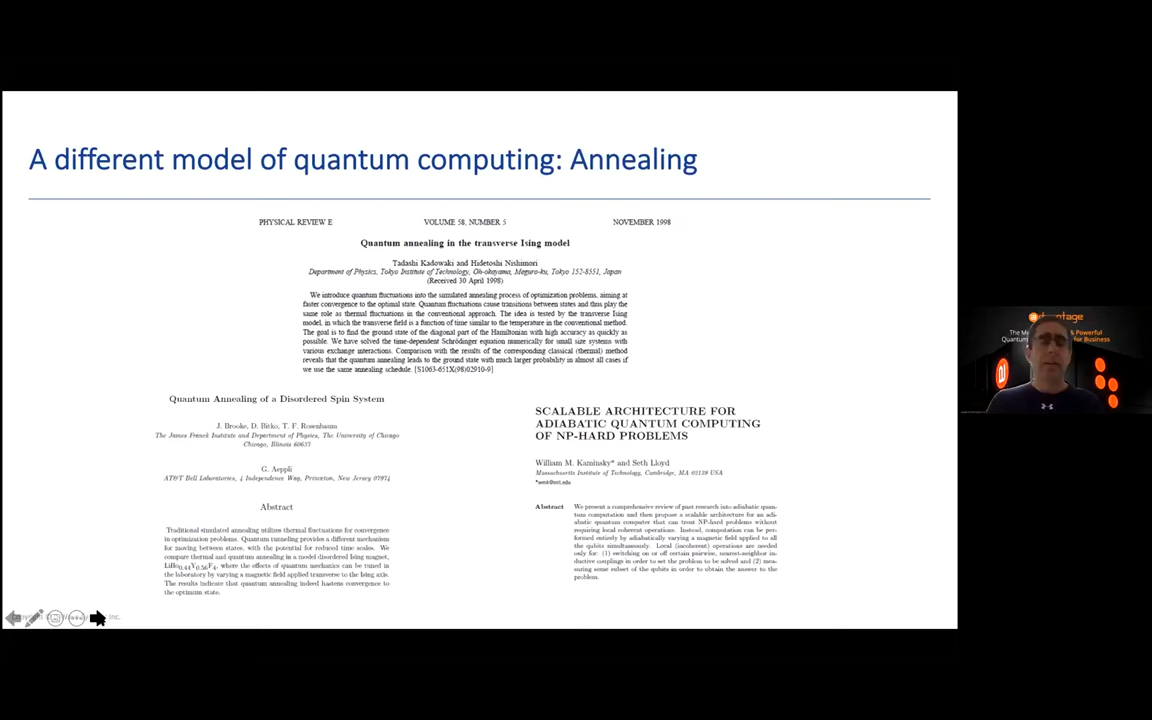 A different model of quantum computing: Annealing
PHYSICAL REVIEW E VOLUME 58, NUMBER 5 NOVEMBER 1998
Quantum annealing in the transverse Ising model
Tadashi Kadowaki and Hidetoshi Nishimori
Department of Physics, Tokyo Institute of Technology, Oh-okayama, Meguro-ku, Tokyo 152-8551, Japan
(Received 30 April 1998)
We introduce quantum fluctuations into the simulated annealing process of optimization problems, aiming at
faster convergence to the optimal state. Quantum fluctuations cause transitions between states and thus play the
same role as thermal fluctuations in the conventional approach. The idea is tested by the transverse Ising
model, in which the transverse field is a function of time similar to the temperature in the conventional method.
The goal is to find the ground state of the diagonal part of the Hamiltonian with high accuracy as quickly as
possible. We have solved the time-dependent Schrödinger equation numerically for small size systems with
various exchange interactions. Comparison with the results of the corresponding classical (thermal) method
reveals that the quantum annealing leads to the ground state with much larger probability in almost all cases if
we use the same annealing schedule. [S1063-651X(98)02910-9]
Quantum Annealing of a Disordered Spin System
J. Brooke, D. Bitko, T. F. Rosenbaum
The James Franck Institute and Department of Physics, The University of Chicago
Chicago, Illinois 60637
G. Aeppli
AT&T Bell Laboratories, 4 Independence Way, Princeton, New Jersey 07974
Abstract
Traditional simulated annealing utilizes thermal fluctuations for convergence
in optimization problems. Quantum tunneling provides a different mechanism
for moving between states, with the potential for reduced time scales. We
compare thermal and quantum annealing in a model disordered Ising magnet,
LiHo0.44Y0.56F4, where the effects of quantum mechanics can be tuned in
the laboratory by varying a magnetic field applied transverse to the Ising axis.
The results indicate that quantum annealing indeed hastens convergence to
the optimum state.
SCALABLE ARCHITECTURE FOR
ADIABATIC QUANTUM COMPUTING
OF NP-HARD PROBLEMS
William M. Kaminsky* and Seth Lloyd
Massachusetts Institute of Technology, Cambridge, MA 02139 USA
*wmk@mit.edu
Abstract We present a comprehensive review of past research into adiabatic quan-
tum computation and then propose a scalable architecture for an adi-
abatic quantum computer that can treat NP-hard problems without
requiring local coherent operations. Instead, computation can be per-
formed entirely by adiabatically varying a magnetic field applied to all
the qubits simultaneously. Local (incoherent) operations are needed
only for: (1) switching on or off certain pairwise, nearest-neighbor in-
ductive couplings in order to set the problem to be solved and (2) mea-
suring some subset of the qubits in order to obtain the answer to the
problem.
Inc.
The Powerful
Quantum for Business